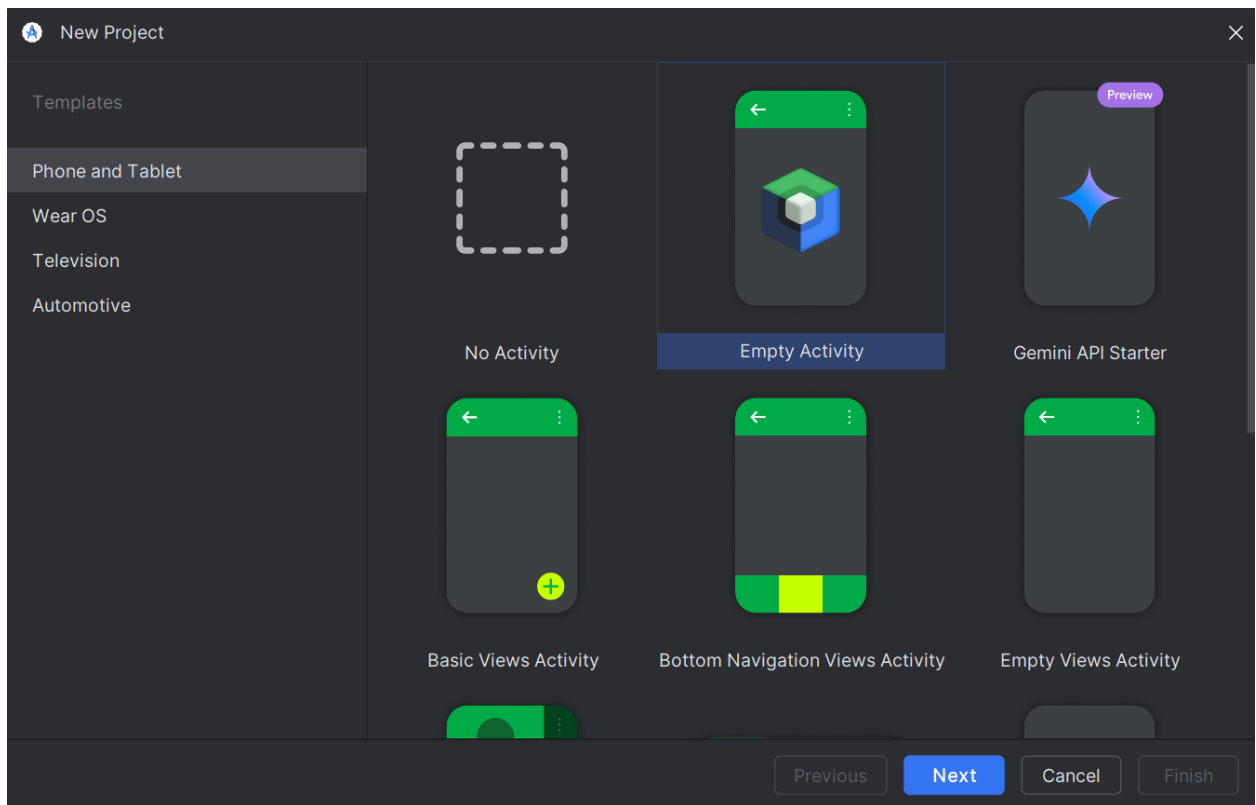 New Project
Templates
Phone and Tablet
Wear OS
Television
Automotive
Preview
No Activity
Empty Activity
Gemini API Starter
Basic Views Activity
Bottom Navigation Views Activity
Empty Views Activity
Previous
Next
Cancel
Finish